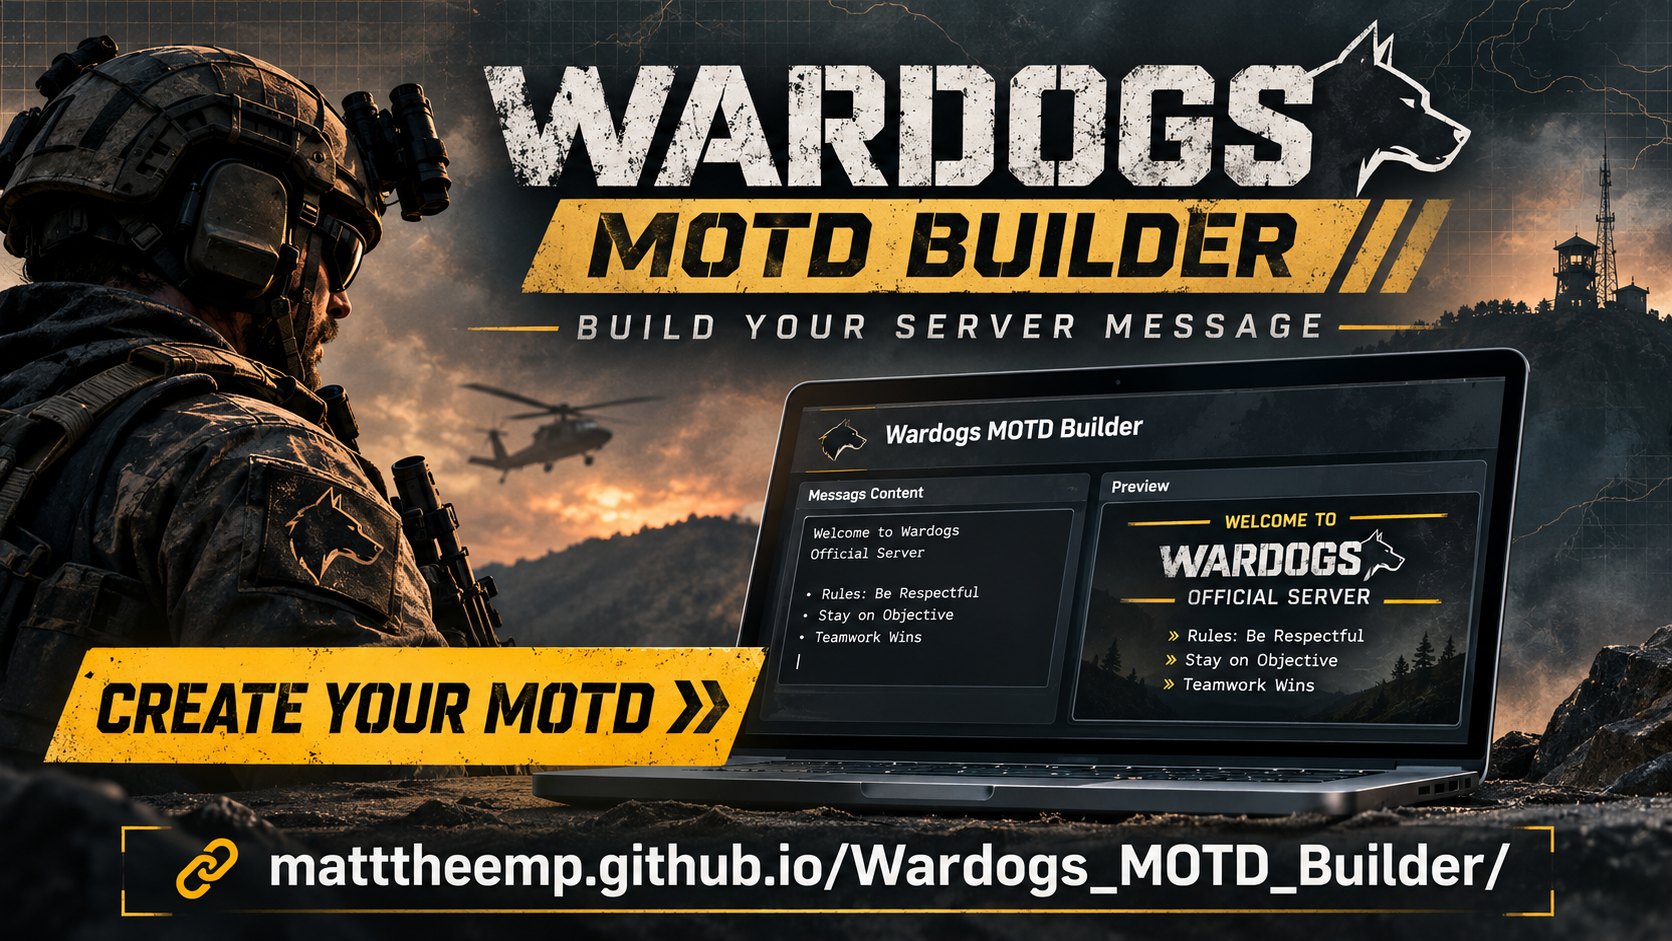 WARDOGS
MOTD BUILDER
BUILD YOUR SERVER MESSAGE
Wardogs MOTD Builder
Messags Content
Welcome to Wardogs
Official Server
• Rules: Be Respectful
• Stay on Objective
• Teamwork Wins
Preview
WELCOME TO
WARDOGS
OFFICIAL SERVER
» Rules: Be Respectful
» Stay on Objective
» Teamwork Wins
CREATE YOUR MOTD »
matttheemp.github.io/Wardogs_MOTD_Builder/